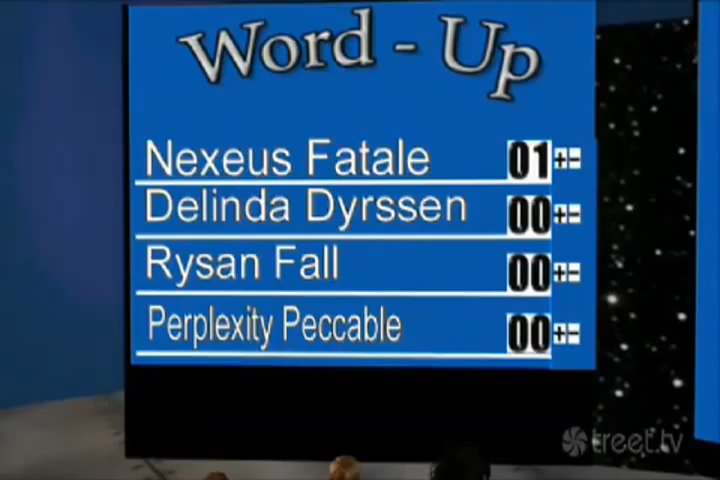 Word - Up
Nexeus Fatale 01 +-
Delinda Dyrssen 00 +-
Rysan Fall 00 +-
Perplexity Peccable 00 +-
treet.tv